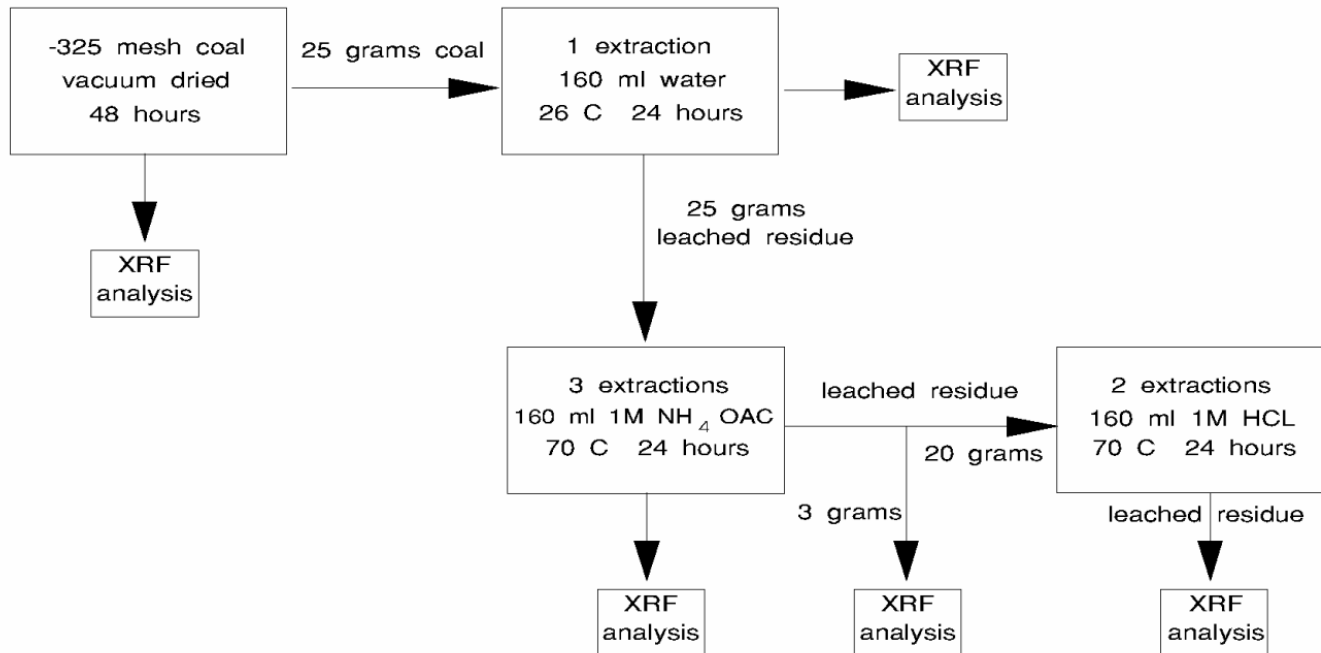 -325 mesh coal
vacuum dried
48 hours
25 grams coal
1 extraction
160 ml water
26 C 24 hours
XRF
analysis
XRF
analysis
25 grams
leached residue
3 extractions
160 ml 1M NH4 OAC
70 C 24 hours
leached residue
20 grams
3 grams
2 extractions
160 ml 1M HCL
70 C 24 hours
leached residue
XRF
analysis
XRF
analysis
XRF
analysis